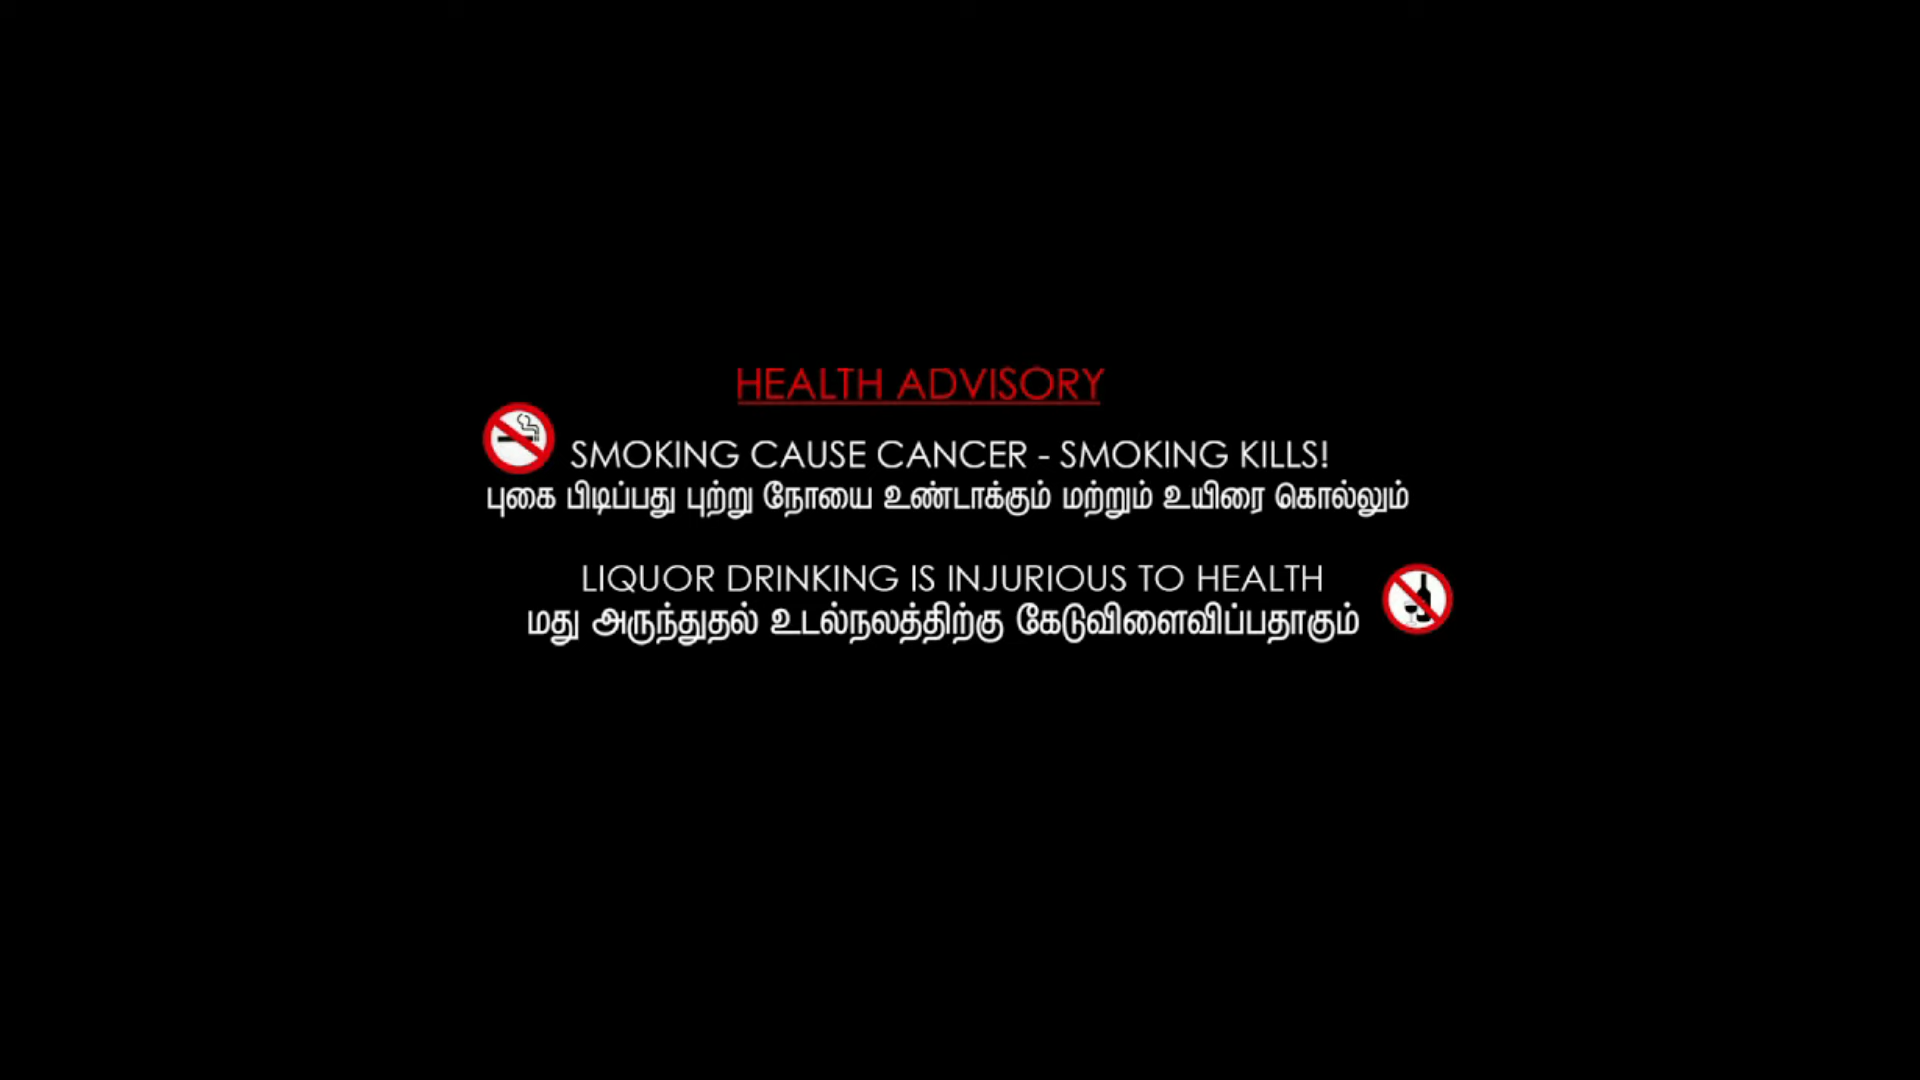 HEALTH ADVISORY
SMOKING CAUSE CANCER - SMOKING KILLS!
புகை பிடிப்பது புற்று நோயை உண்டாக்கும் மற்றும் உயிரை கொல்லும்
LIQUOR DRINKING IS INJURIOUS TO HEALTH
மது அருந்துதல் உடல்நலத்திற்கு கேடுவிளைவிப்பதாகும்